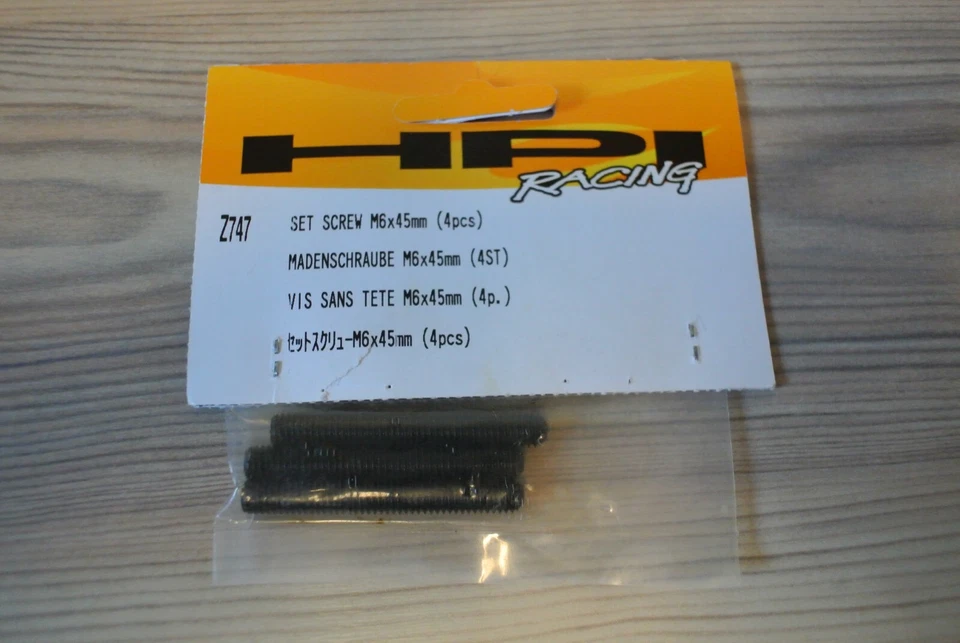 HPI
RACING
Z747
SET SCREW M6x45mm (4pcs)
MADENSCHRAUBE M6x45mm (4ST)
VIS SANS TETE M6x45mm (4p.)
セットスクリューM6x45mm (4pcs)